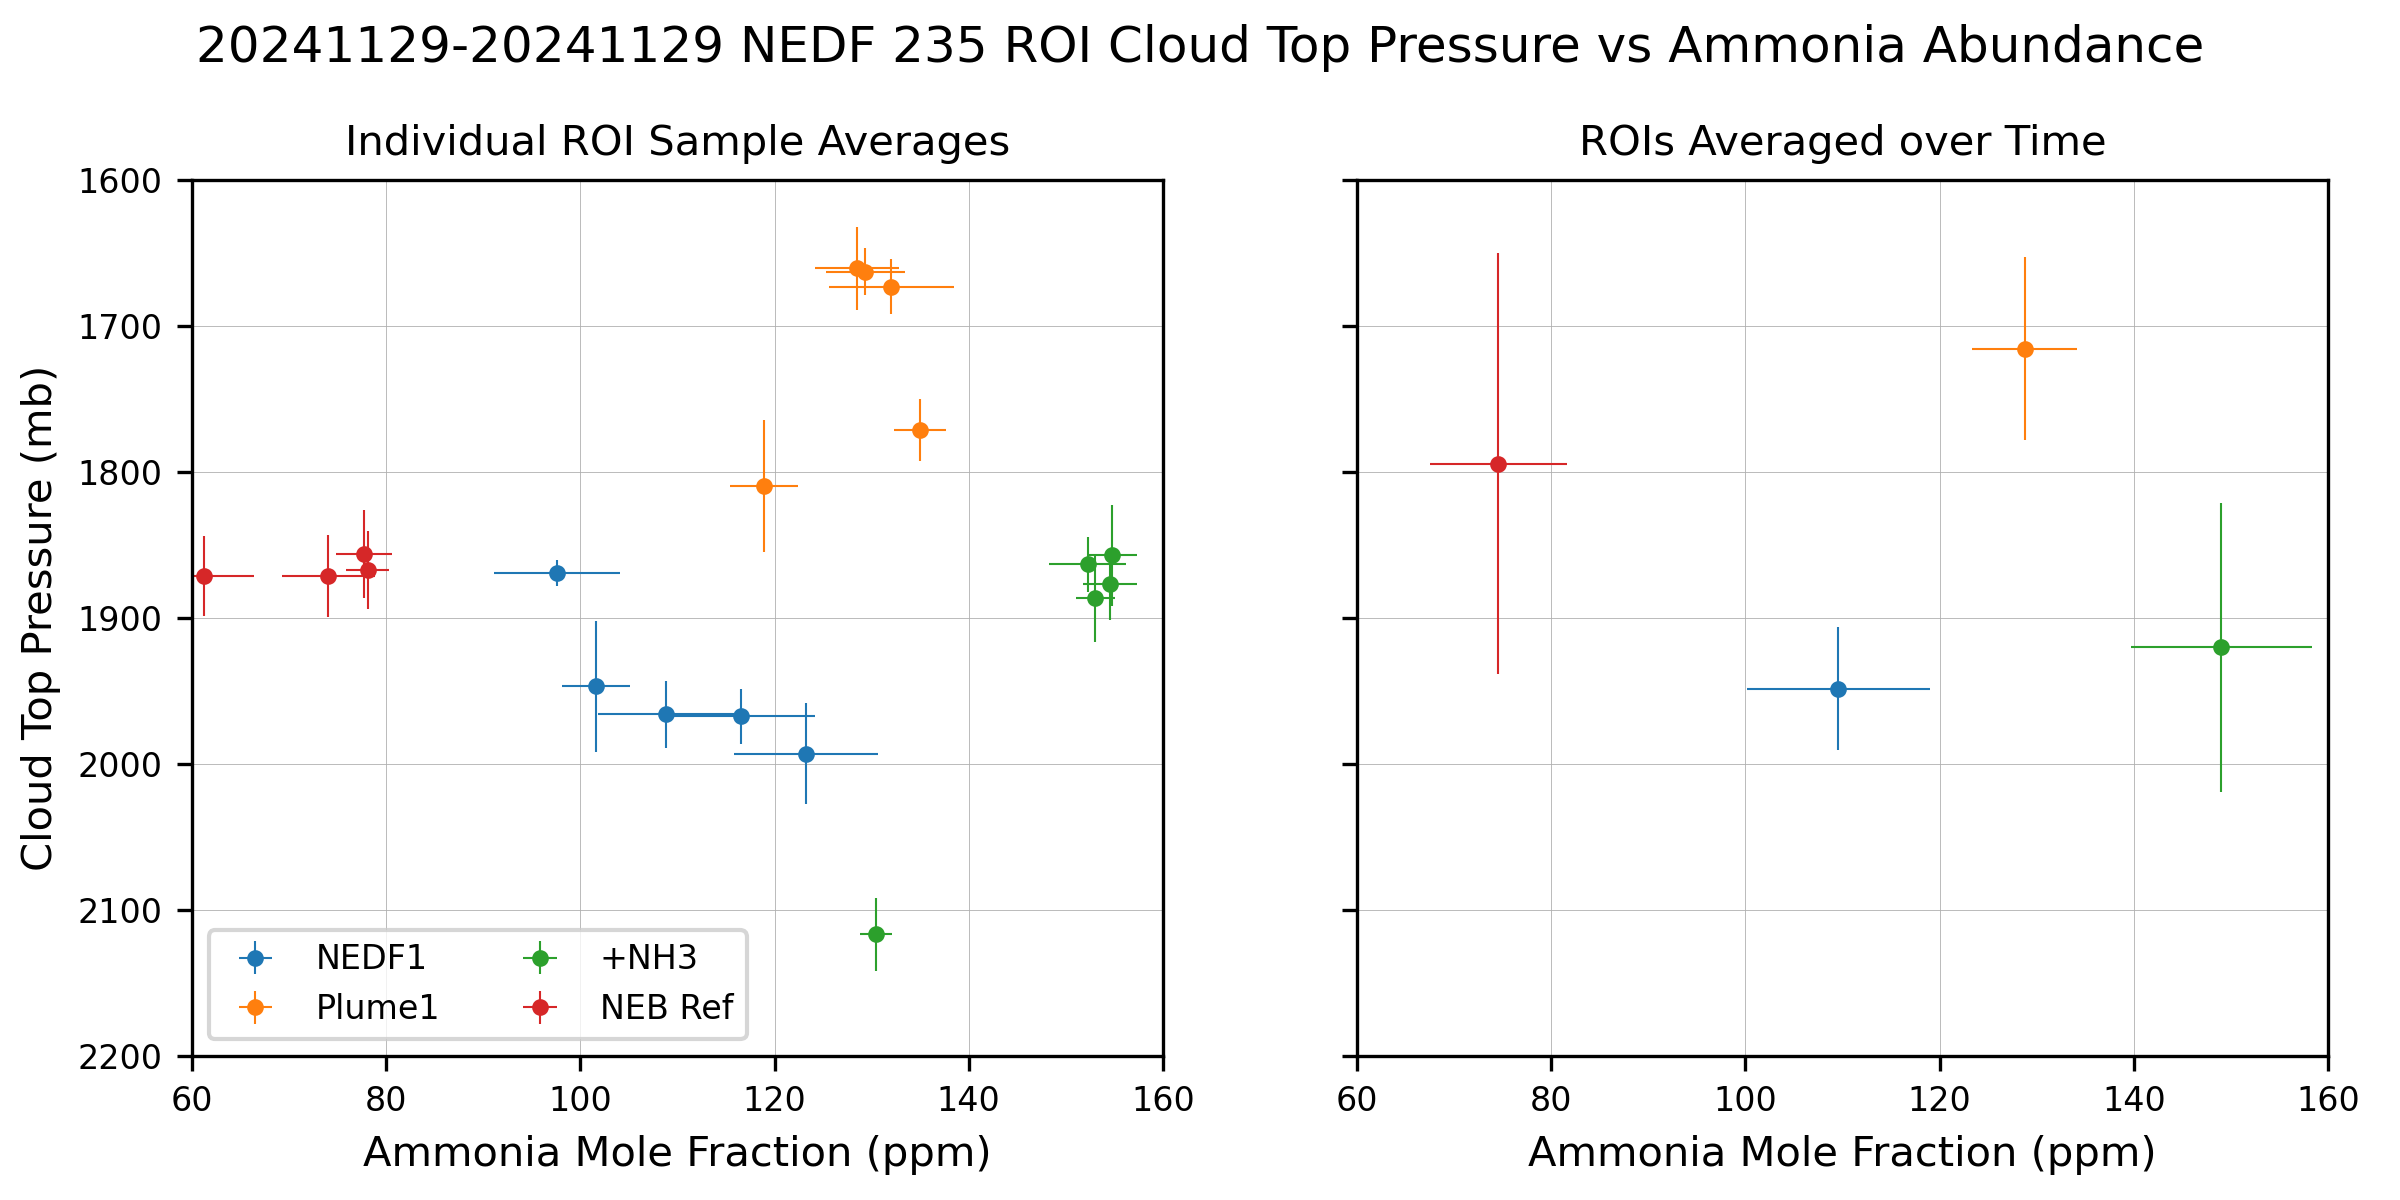 20241129-20241129 NEDF 235 ROI Cloud Top Pressure vs Ammonia Abundance
Individual ROI Sample Averages
ROIs Averaged over Time
Cloud Top Pressure (mb)
1600
1700
1800
1900
2000
2100
2200
NEDF1
Plume1
+NH3
NEB Ref
60 80 100 120 140 160
60 80 100 120 140 160
Ammonia Mole Fraction (ppm)
Ammonia Mole Fraction (ppm)